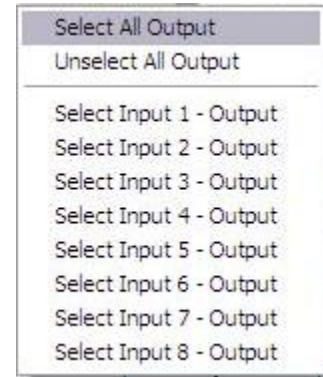 Select All Output
Unselect All Output
Select Input 1 - Output
Select Input 2 - Output
Select Input 3 - Output
Select Input 4 - Output
Select Input 5 - Output
Select Input 6 - Output
Select Input 7 - Output
Select Input 8 - Output